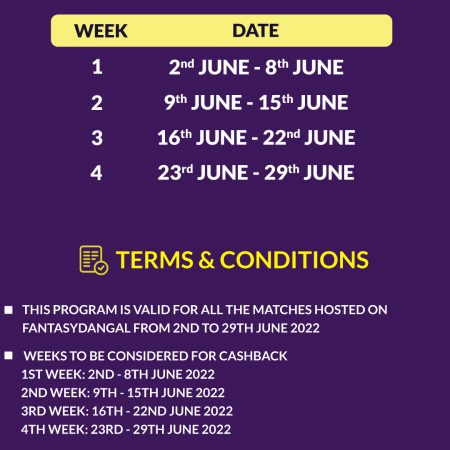 WEEK DATE
1 2nd JUNE - 8th JUNE
2 9th JUNE - 15th JUNE
3 16th JUNE - 22nd JUNE
4 23rd JUNE - 29th JUNE
TERMS & CONDITIONS
THIS PROGRAM IS VALID FOR ALL THE MATCHES HOSTED ON
FANTASYDANGAL FROM 2ND TO 29TH JUNE 2022
WEEKS TO BE CONSIDERED FOR CASHBACK
1ST WEEK: 2ND - 8TH JUNE 2022
2ND WEEK: 9TH - 15TH JUNE 2022
3RD WEEK: 16TH - 22ND JUNE 2022
4TH WEEK: 23RD - 29TH JUNE 2022